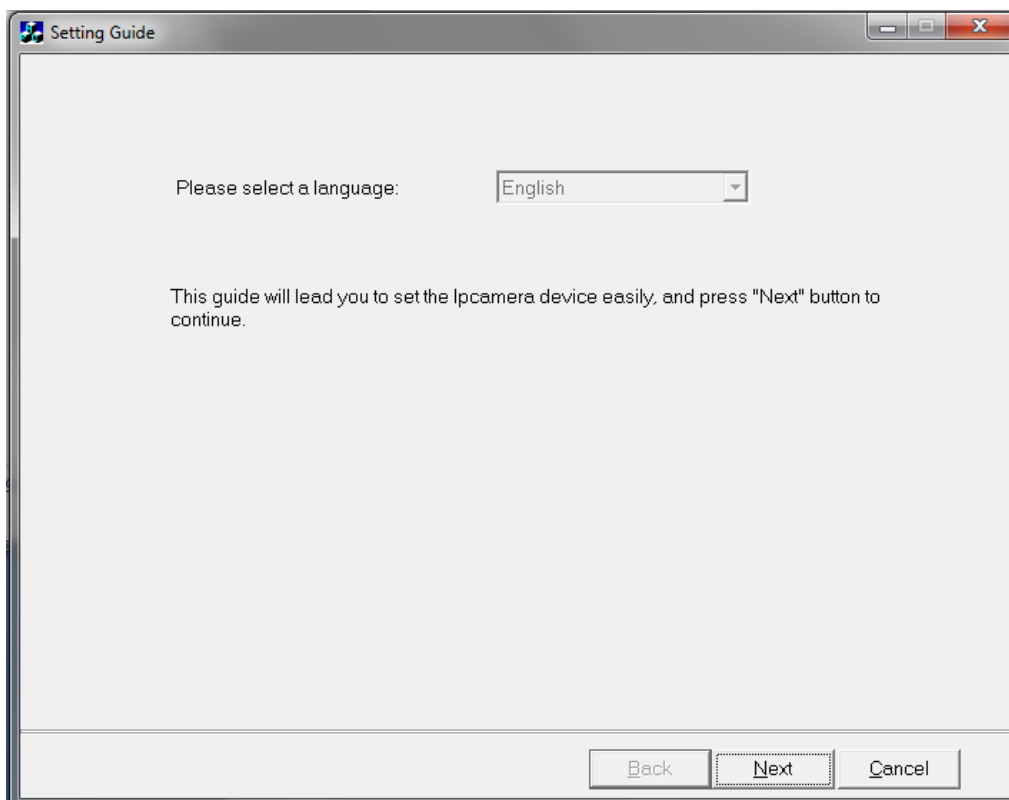 Setting Guide
Please select a language:
English
This guide will lead you to set the Ipcamera device easily, and press "Next" button to
continue.
Back
Next
Cancel